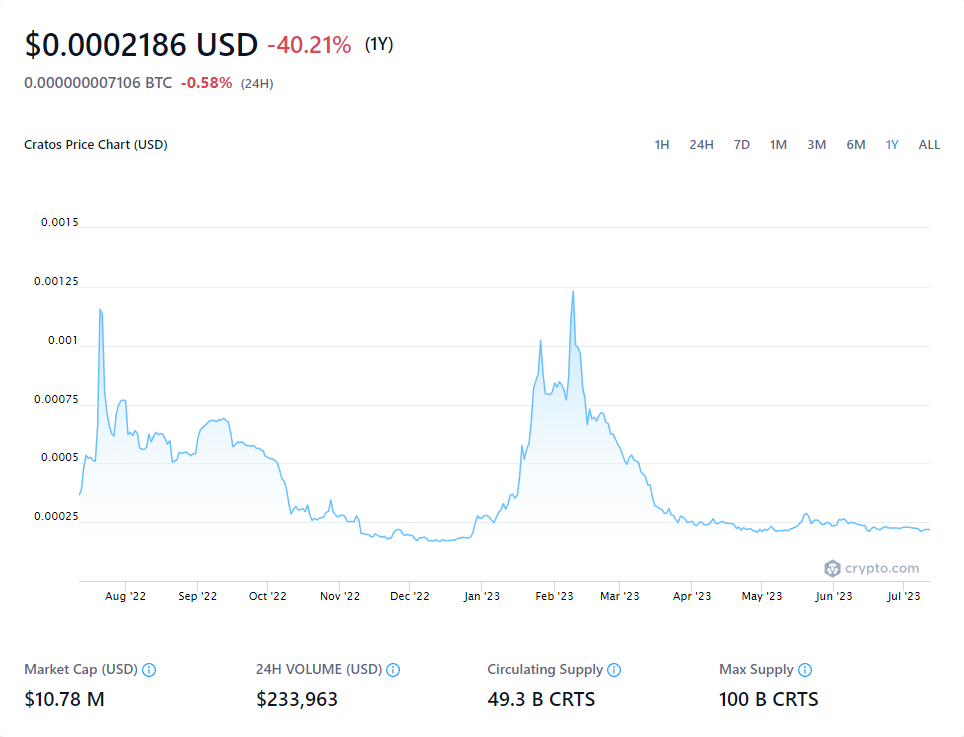 $0.0002186 USD -40.21% (1Y)
0.000000007106 BTC -0.58% (24H)
Cratos Price Chart (USD) 1H 24H 7D 1M 3M 6M 1Y ALL
0.0015
0.00125
0.001
0.00075
0.0005
0.00025
crypto.com
Aug '22 Sep '22 Oct '22 Nov '22 Dec '22 Jan '23 Feb '23 Mar '23 Apr '23 May '23 Jun '23 Jul '23
Market Cap (USD) 24H VOLUME (USD) Circulating Supply Max Supply
$10.78 M $233,963 49.3 B CRTS 100 B CRTS